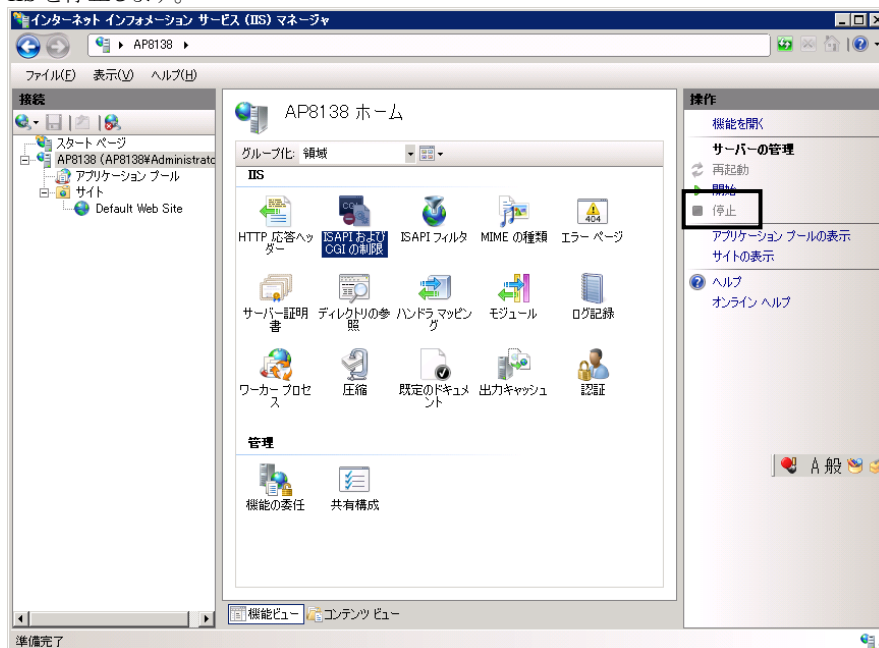 IIS を停止します。
インターネット インフォメーション サービス (IIS) マネージャ
AP8138
ファイル(F) 表示(V) ヘルプ(H)
接続
スタート ページ
AP8138 (AP8138¥Administrato
アプリケーション プール
サイト
Default Web Site
AP8138 ホーム
グループ化: 領域
IIS
HTTP 応答ヘッダー
ISAPI および CGI の制限
ISAPI フィルタ
MIME の種類
エラー ページ
サーバー証明書
ディレクトリの参照
ハンドラ マッピング
モジュール
ログ記録
ワーカー プロセス
圧縮
既定のドキュメント
出力キャッシュ
認証
管理
機能の委任
共有構成
機能ビュー
コンテンツ ビュー
操作
機能を開く
サーバーの管理
再起動
開始
停止
アプリケーション プールの表示
サイトの表示
ヘルプ
オンライン ヘルプ
A 般
準備完了